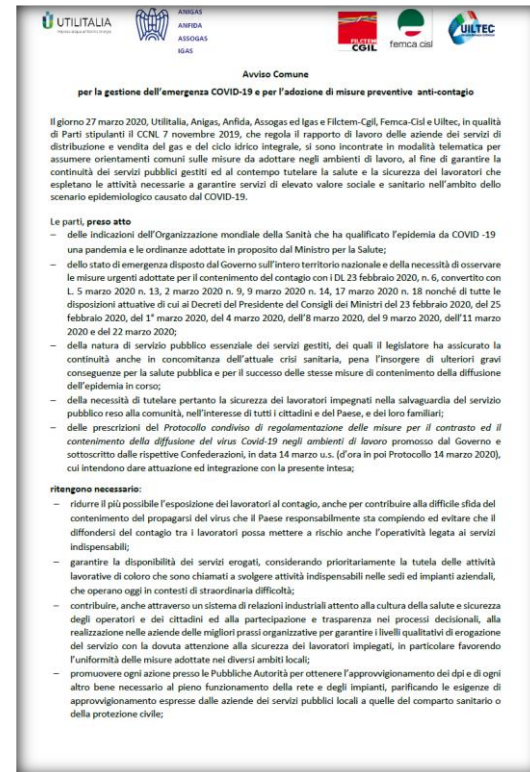 UTILITALIA
ANIGAS
ANFIDA
ASSOGAS
IGAS
FILCTEM
CGIL
femca cisl
UILTEC
Avviso Comune
per la gestione dell'emergenza COVID-19 e per l'adozione di misure preventive anti-contagio
Il giorno 27 marzo 2020, Utilitalia, Anigas, Anfida, Assogas ed Igas e Filctem-Cgil, Femca-Cisl e Uiltec, in qualità
di Parti stipulanti il CCNL 7 novembre 2019, che regola il rapporto di lavoro delle aziende dei servizi di
distribuzione e vendita del gas e del ciclo idrico integrale, si sono incontrate in modalità telematica per
assumere orientamenti comuni sulle misure da adottare negli ambienti di lavoro, al fine di garantire la
continuità dei servizi pubblici gestiti ed al contempo tutelare la salute e la sicurezza dei lavoratori che
espletano le attività necessarie a garantire servizi di elevato valore sociale e sanitario nell'ambito dello
scenario epidemiologico causato dal COVID-19.
Le parti, preso atto
– delle indicazioni dell'Organizzazione mondiale della Sanità che ha qualificato l'epidemia da COVID -19
una pandemia e le ordinanze adottate in proposito dal Ministro per la Salute;
– dello stato di emergenza disposto dal Governo sull'intero territorio nazionale e della necessità di osservare
le misure urgenti adottate per il contenimento del contagio con i DL 23 febbraio 2020, n. 6, convertito con
L. 5 marzo 2020 n. 13, 2 marzo 2020 n. 9, 9 marzo 2020 n. 14, 17 marzo 2020 n. 18 nonché di tutte le
disposizioni attuative di cui ai Decreti del Presidente del Consigli dei Ministri del 23 febbraio 2020, del 25
febbraio 2020, del 1° marzo 2020, del 4 marzo 2020, dell'8 marzo 2020, del 9 marzo 2020, dell'11 marzo
2020 e del 22 marzo 2020;
– della natura di servizio pubblico essenziale dei servizi gestiti, dei quali il legislatore ha assicurato la
continuità anche in concomitanza dell'attuale crisi sanitaria, pena l'insorgere di ulteriori gravi
conseguenze per la salute pubblica e per il successo delle stesse misure di contenimento della diffusione
dell'epidemia in corso;
– della necessità di tutelare pertanto la sicurezza dei lavoratori impegnati nella salvaguardia del servizio
pubblico reso alla comunità, nell'interesse di tutti i cittadini e del Paese, e dei loro familiari;
– delle prescrizioni del Protocollo condiviso di regolamentazione delle misure per il contrasto ed il
contenimento della diffusione del virus Covid-19 negli ambienti di lavoro promosso dal Governo e
sottoscritto dalle rispettive Confederazioni, in data 14 marzo u.s. (d'ora in poi Protocollo 14 marzo 2020),
cui intendono dare attuazione ed integrazione con la presente intesa;
ritengono necessario:
– ridurre il più possibile l'esposizione dei lavoratori al contagio, anche per contribuire alla difficile sfida del
contenimento del propagarsi del virus che il Paese responsabilmente sta compiendo ed evitare che il
diffondersi del contagio tra i lavoratori possa mettere a rischio anche l'operatività legata ai servizi
indispensabili;
– garantire la disponibilità dei servizi erogati, considerando prioritariamente la tutela delle attività
lavorative di coloro che sono chiamati a svolgere attività indispensabili nelle sedi ed impianti aziendali,
che operano oggi in contesti di straordinaria difficoltà;
– contribuire, anche attraverso un sistema di relazioni industriali attento alla cultura della salute e sicurezza
degli operatori e dei cittadini ed alla partecipazione e trasparenza nei processi decisionali, alla
realizzazione nelle aziende delle migliori prassi organizzative per garantire i livelli qualitativi di erogazione
del servizio con la dovuta attenzione alla sicurezza dei lavoratori impiegati, in particolare favorendo
l'uniformità delle misure adottate nei diversi ambiti locali;
– promuovere ogni azione presso le Pubbliche Autorità per ottenere l'approvvigionamento dei dpi e di ogni
altro bene necessario al pieno funzionamento della rete e degli impianti, parificando le esigenze di
approvvigionamento espresse dalle aziende dei servizi pubblici locali a quelle del comparto sanitario o
della protezione civile;